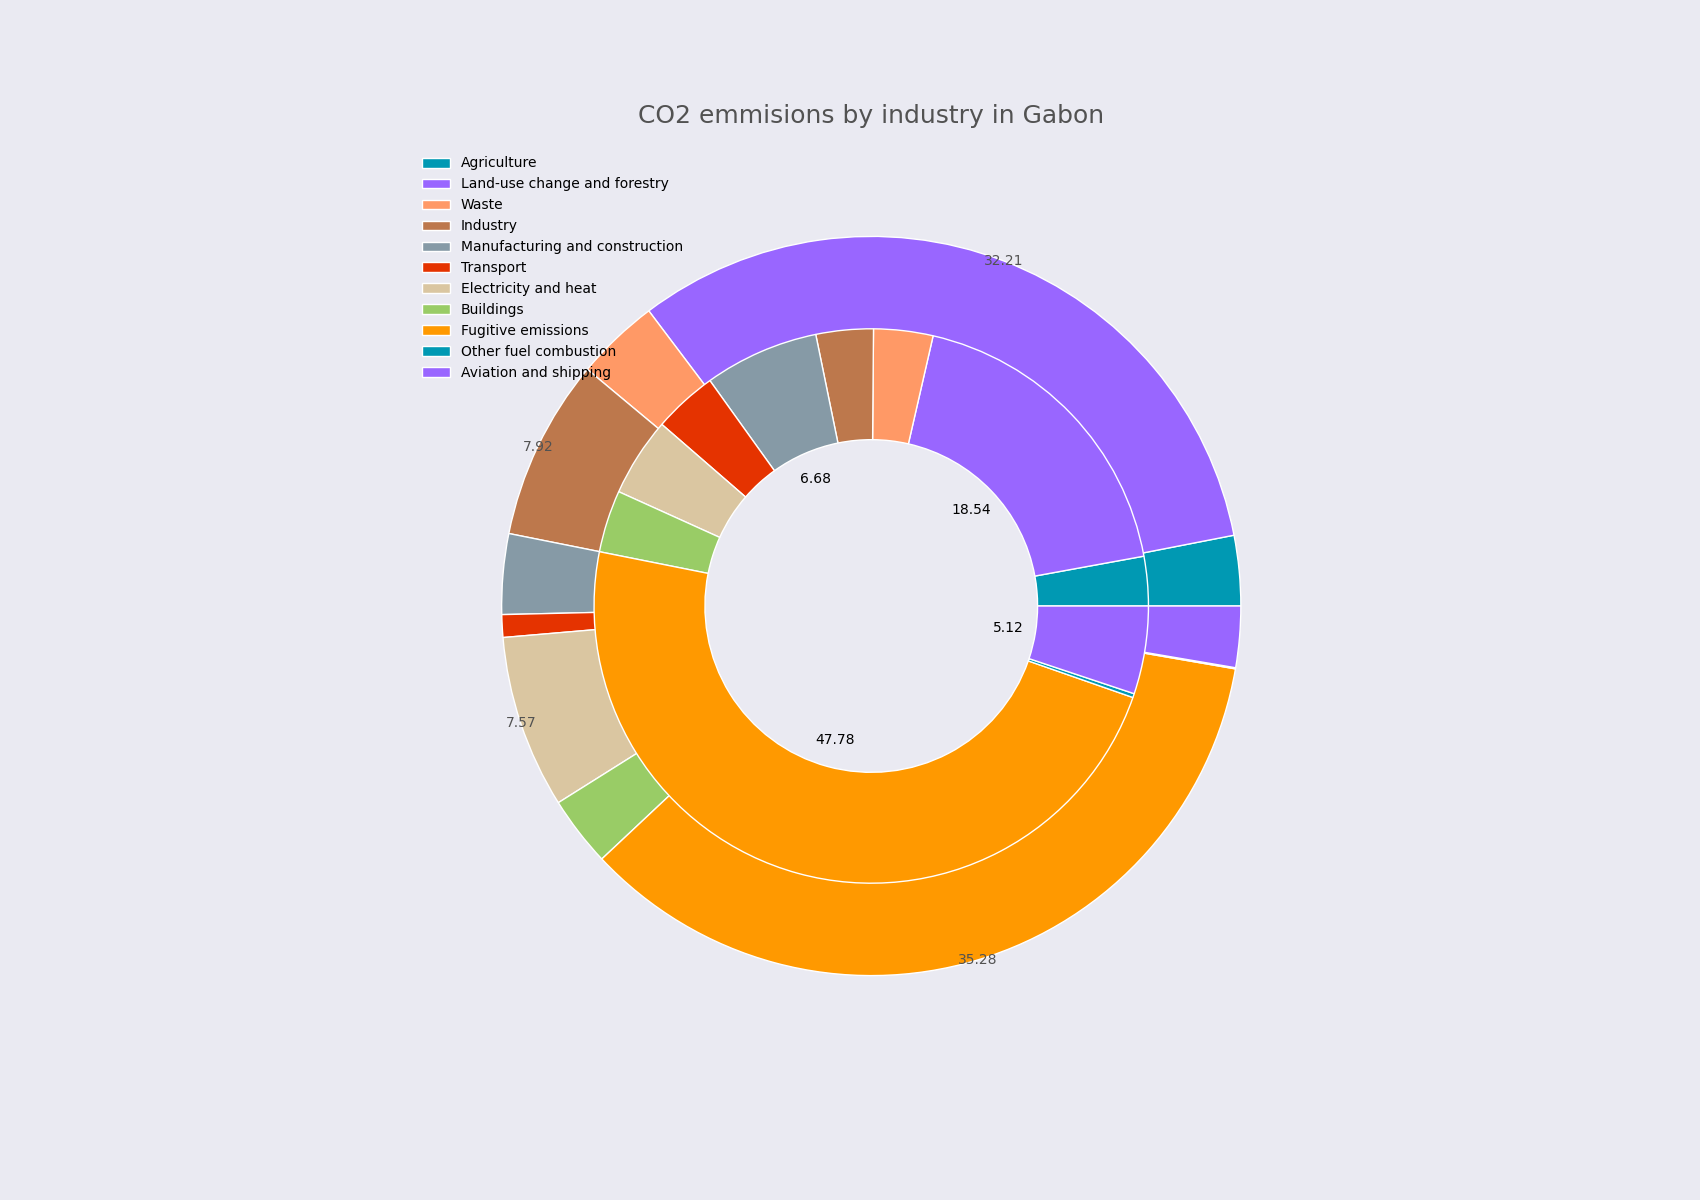 CO2 emmisions by industry in Gabon
Agriculture
Land-use change and forestry
Waste
Industry
Manufacturing and construction
Transport
Electricity and heat
Buildings
Fugitive emissions
Other fuel combustion
Aviation and shipping
32.21
7.92
6.68
18.54
5.12
7.57
47.78
35.28